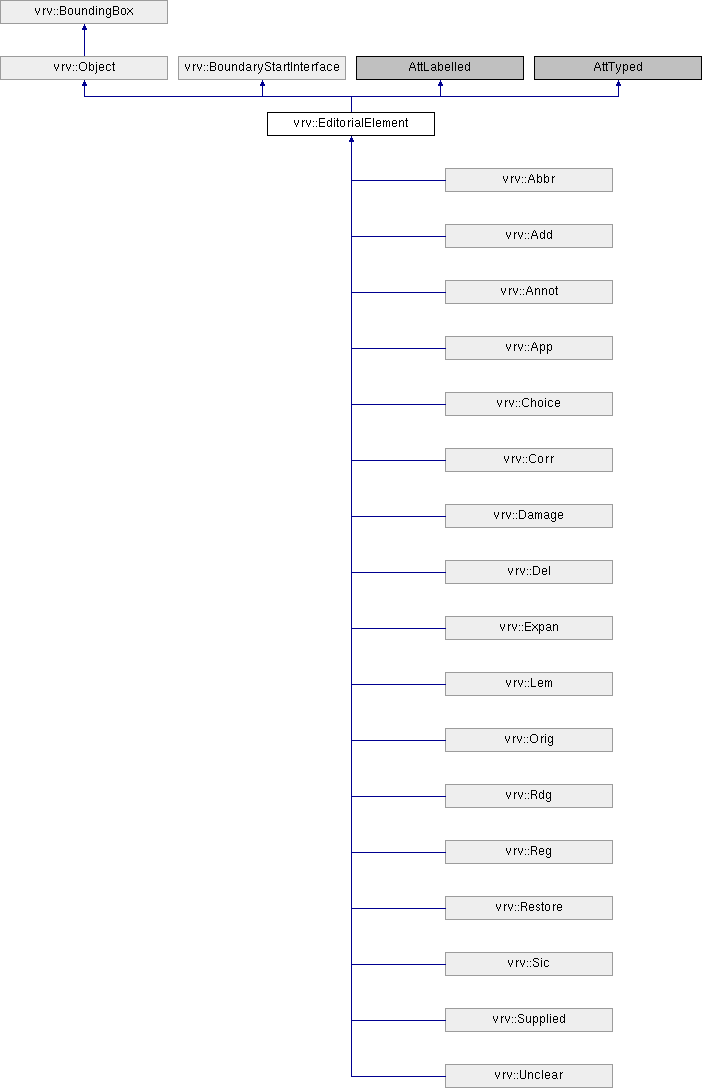 vrv::BoundingBox
vrv::Object
vrv::BoundaryStartInterface
AttLabelled
AttTyped
vrv::EditorialElement
vrv::Abbr
vrv::Add
vrv::Annot
vrv::App
vrv::Choice
vrv::Corr
vrv::Damage
vrv::Del
vrv::Expan
vrv::Lem
vrv::Orig
vrv::Rdg
vrv::Reg
vrv::Restore
vrv::Sic
vrv::Supplied
vrv::Unclear